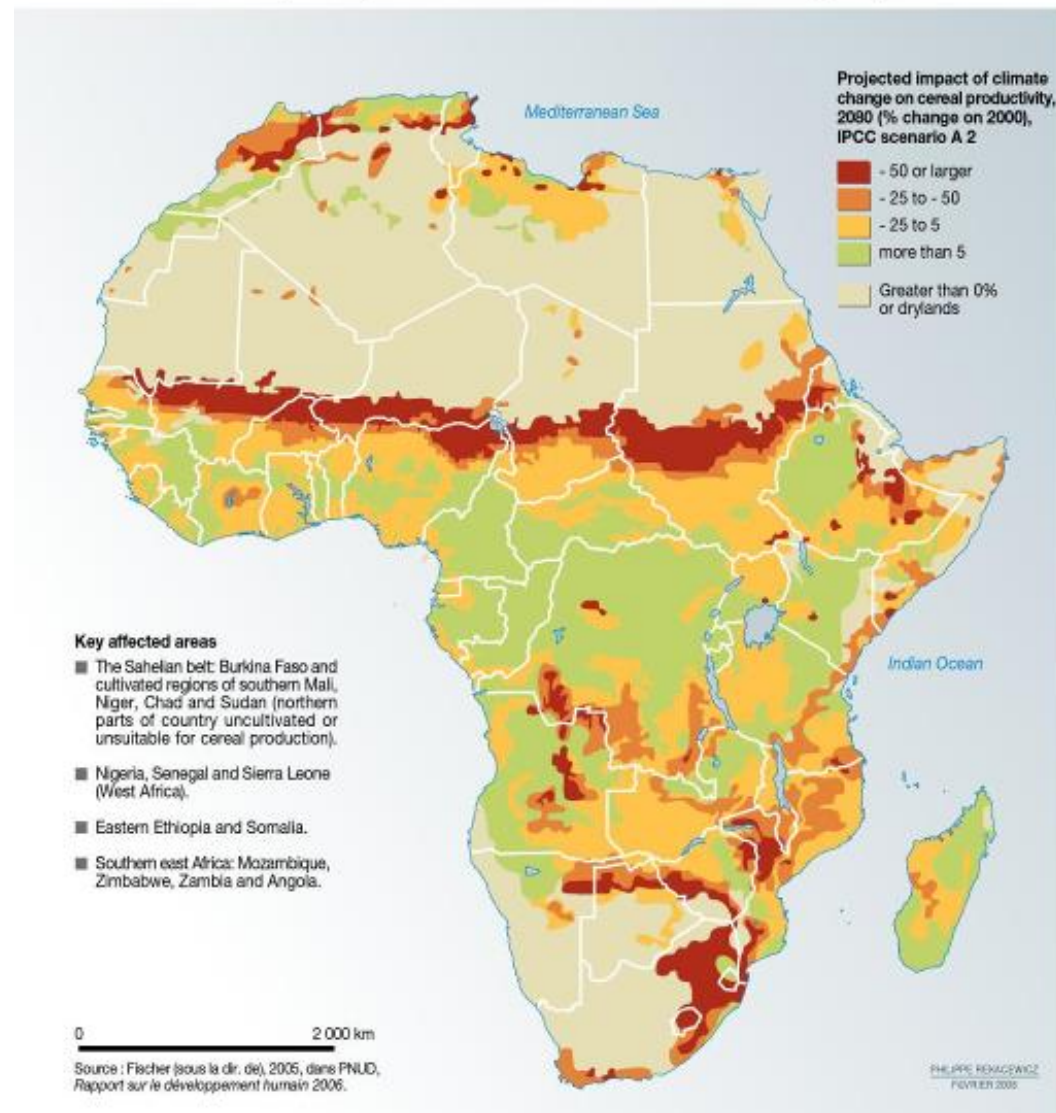 Mediterranean Sea
Projected impact of climate
change on cereal productivity,
2080 (% change on 2000),
IPCC scenario A 2
- 50 or larger
- 25 to - 50
- 25 to 5
more than 5
Greater than 0%
or drylands
Indian Ocean
Key affected areas
The Sahelian belt: Burkina Faso and
cultivated regions of southern Mali,
Niger, Chad and Sudan (northern
parts of country uncultivated or
unsuitable for cereal production).
Nigeria, Senegal and Sierra Leone
(West Africa).
Eastern Ethiopia and Somalia.
Southern east Africa: Mozambique,
Zimbabwe, Zambia and Angola.
0 2 000 km
Source : Fischer (sous la dir. de), 2005, dans PNUD,
Rapport sur le développement humain 2006.
PHILIPPE REKACEWICZ
FÉVRIER 2006